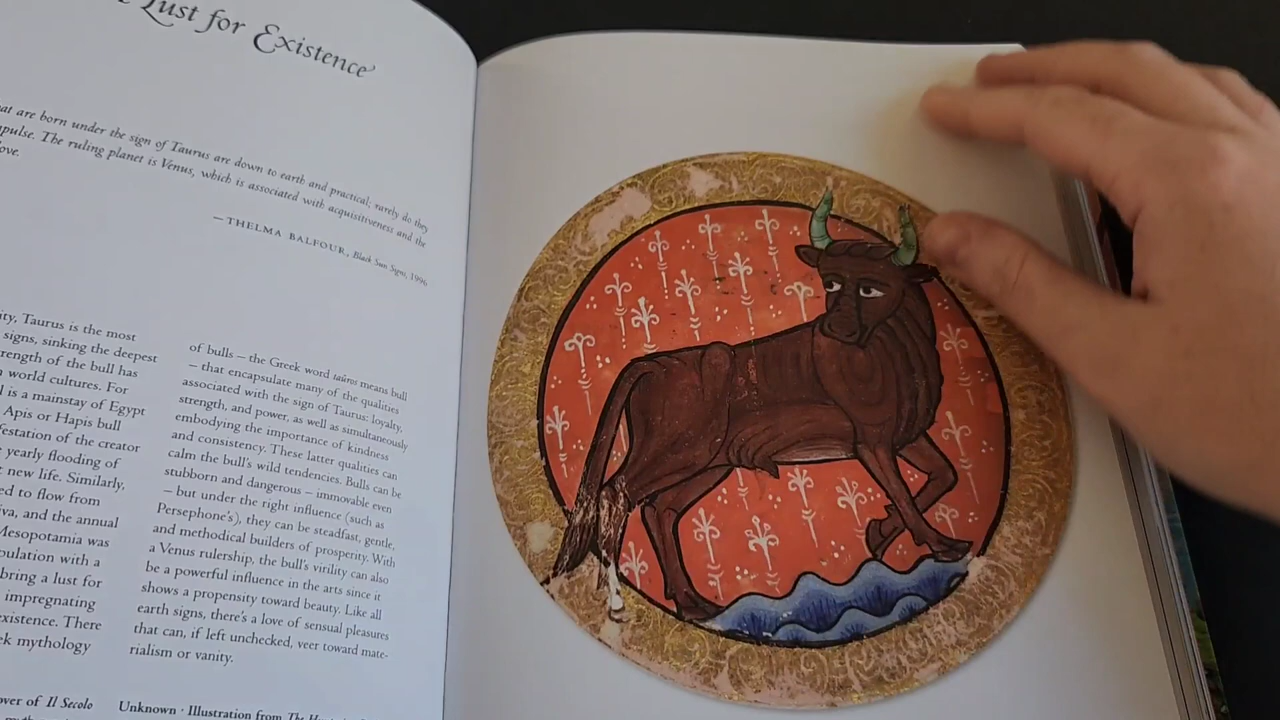 Lust for Existence
at are born under the sign of Taurus are down to earth and practical; rarely do they
pulse. The ruling planet is Venus, which is associated with acquisitiveness and the
ove.
— THELMA BALFOUR, Black Sun Signs, 1996
ity, Taurus is the most
signs, sinking the deepest
rength of the bull has
world cultures. For
l is a mainstay of Egypt
Apis or Hapis bull
festation of the creator
yearly flooding of
t new life. Similarly,
ed to flow from
iva, and the annual
Mesopotamia was
pulation with a
bring a lust for
impregnating
existence. There
ek mythology
of bulls – the Greek word taûros means bull
– that encapsulate many of the qualities
associated with the sign of Taurus: loyalty,
strength, and power, as well as simultaneously
embodying the importance of kindness
and consistency. These latter qualities can
calm the bull's wild tendencies. Bulls can be
stubborn and dangerous – immovable even
– but under the right influence (such as
Persephone's), they can be steadfast, gentle,
and methodical builders of prosperity. With
a Venus rulership, the bull's virility can also
be a powerful influence in the arts since it
shows a propensity toward beauty. Like all
earth signs, there's a love of sensual pleasures
that can, if left unchecked, veer toward mate-
rialism or vanity.
over of Il Secolo
Unknown · Illustration from The